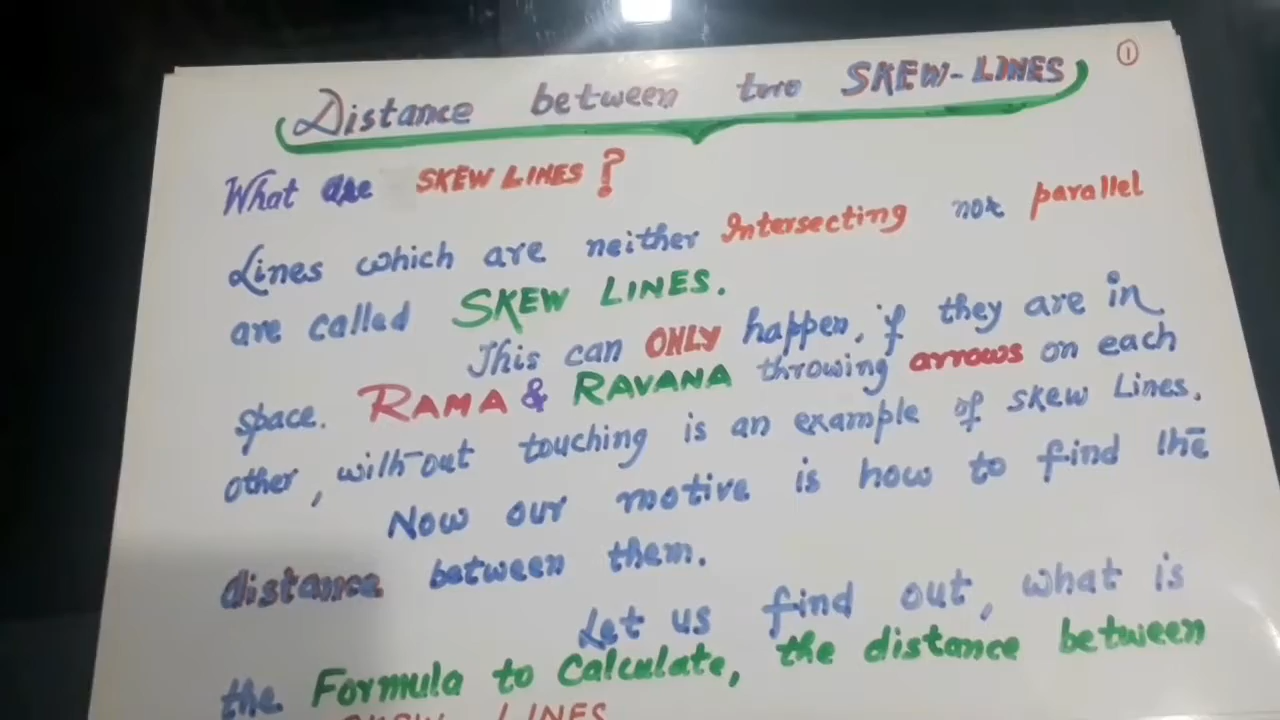 Distance between two SKEW-LINES ①
What are SKEW LINES ?
Lines which are neither Intersecting nor parallel
are called SKEW LINES.
This can ONLY happen, if they are in
space. RAMA & RAVANA throwing arrows on each
other, with-out touching is an example of skew Lines.
Now our motive is how to find the
distance between them.
Let us find out, what is
the Formula to Calculate, the distance between
SKEW LINES